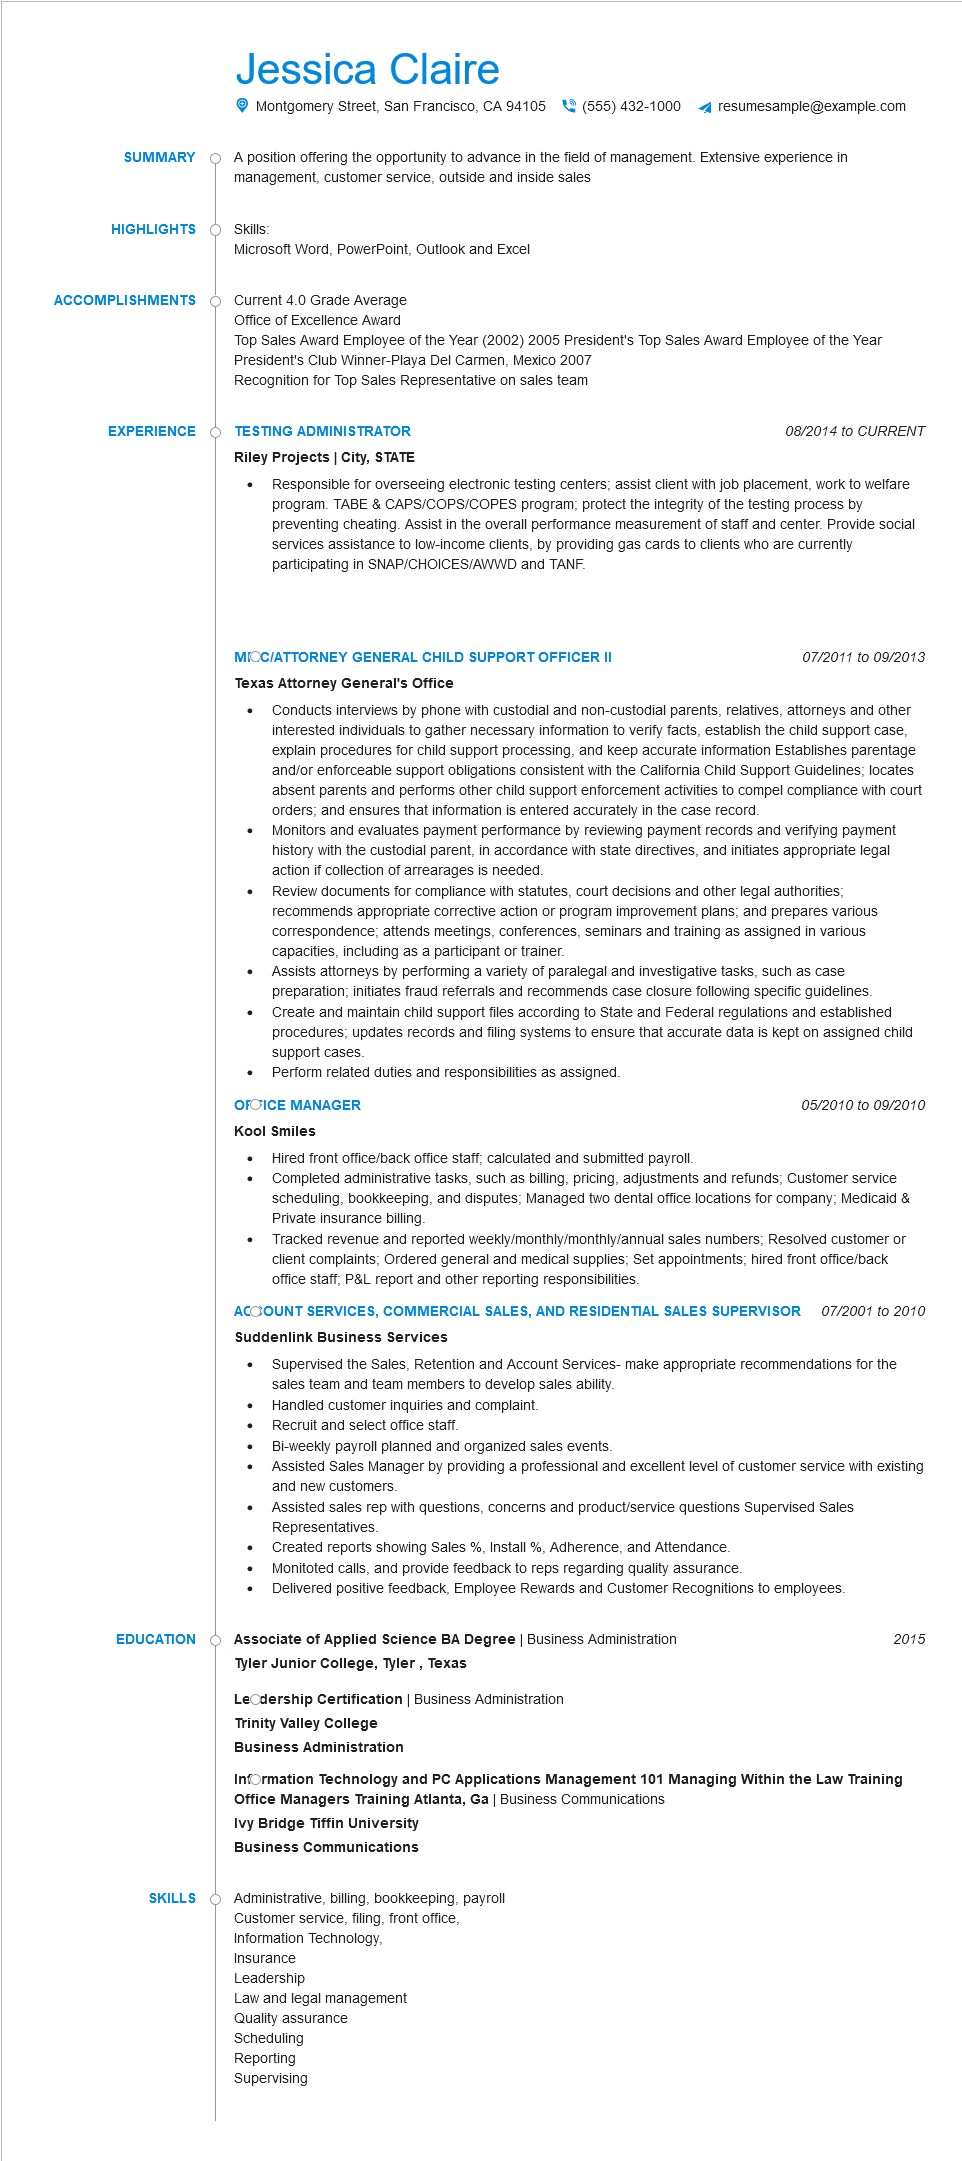 Jessica Claire
Montgomery Street, San Francisco, CA 94105 (555) 432-1000 resumesample@example.com
SUMMARY
A position offering the opportunity to advance in the field of management. Extensive experience in
management, customer service, outside and inside sales
HIGHLIGHTS
Skills:
Microsoft Word, PowerPoint, Outlook and Excel
ACCOMPLISHMENTS
Current 4.0 Grade Average
Office of Excellence Award
Top Sales Award Employee of the Year (2002) 2005 President's Top Sales Award Employee of the Year
President's Club Winner-Playa Del Carmen, Mexico 2007
Recognition for Top Sales Representative on sales team
EXPERIENCE
TESTING ADMINISTRATOR 08/2014 to CURRENT
Riley Projects | City, STATE
• Responsible for overseeing electronic testing centers; assist client with job placement, work to welfare
program. TABE & CAPS/COPS/COPES program; protect the integrity of the testing process by
preventing cheating. Assist in the overall performance measurement of staff and center. Provide social
services assistance to low-income clients, by providing gas cards to clients who are currently
participating in SNAP/CHOICES/AWWD and TANF.
C/ATTORNEY GENERAL CHILD SUPPORT OFFICER II 07/2011 to 09/2013
Texas Attorney General's Office
• Conducts interviews by phone with custodial and non-custodial parents, relatives, attorneys and other
interested individuals to gather necessary information to verify facts, establish the child support case,
explain procedures for child support processing, and keep accurate information Establishes parentage
and/or enforceable support obligations consistent with the California Child Support Guidelines; locates
absent parents and performs other child support enforcement activities to compel compliance with court
orders; and ensures that information is entered accurately in the case record.
• Monitors and evaluates payment performance by reviewing payment records and verifying payment
history with the custodial parent, in accordance with state directives, and initiates appropriate legal
action if collection of arrearages is needed.
• Review documents for compliance with statutes, court decisions and other legal authorities;
recommends appropriate corrective action or program improvement plans; and prepares various
correspondence; attends meetings, conferences, seminars and training as assigned in various
capacities, including as a participant or trainer.
• Assists attorneys by performing a variety of paralegal and investigative tasks, such as case
preparation; initiates fraud referrals and recommends case closure following specific guidelines.
• Create and maintain child support files according to State and Federal regulations and established
procedures; updates records and filing systems to ensure that accurate data is kept on assigned child
support cases.
• Perform related duties and responsibilities as assigned.
OFFICE MANAGER 05/2010 to 09/2010
Kool Smiles
• Hired front office/back office staff; calculated and submitted payroll.
• Completed administrative tasks, such as billing, pricing, adjustments and refunds; Customer service
scheduling, bookkeeping, and disputes; Managed two dental office locations for company; Medicaid &
Private insurance billing.
• Tracked revenue and reported weekly/monthly/monthly/annual sales numbers; Resolved customer or
client complaints; Ordered general and medical supplies; Set appointments; hired front office/back
office staff; P&L report and other reporting responsibilities.
ACCOUNT SERVICES, COMMERCIAL SALES, AND RESIDENTIAL SALES SUPERVISOR 07/2001 to 2010
Suddenlink Business Services
• Supervised the Sales, Retention and Account Services- make appropriate recommendations for the
sales team and team members to develop sales ability.
• Handled customer inquiries and complaint.
• Recruit and select office staff.
• Bi-weekly payroll planned and organized sales events.
• Assisted Sales Manager by providing a professional and excellent level of customer service with existing
and new customers.
• Assisted sales rep with questions, concerns and product/service questions Supervised Sales
Representatives.
• Created reports showing Sales %, Install %, Adherence, and Attendance.
• Monitoted calls, and provide feedback to reps regarding quality assurance.
• Delivered positive feedback, Employee Rewards and Customer Recognitions to employees.
EDUCATION
Associate of Applied Science BA Degree | Business Administration 2015
Tyler Junior College, Tyler , Texas
Leadership Certification | Business Administration
Trinity Valley College
Business Administration
Information Technology and PC Applications Management 101 Managing Within the Law Training
Office Managers Training Atlanta, Ga | Business Communications
Ivy Bridge Tiffin University
Business Communications
SKILLS
Administrative, billing, bookkeeping, payroll
Customer service, filing, front office,
Information Technology,
Insurance
Leadership
Law and legal management
Quality assurance
Scheduling
Reporting
Supervising